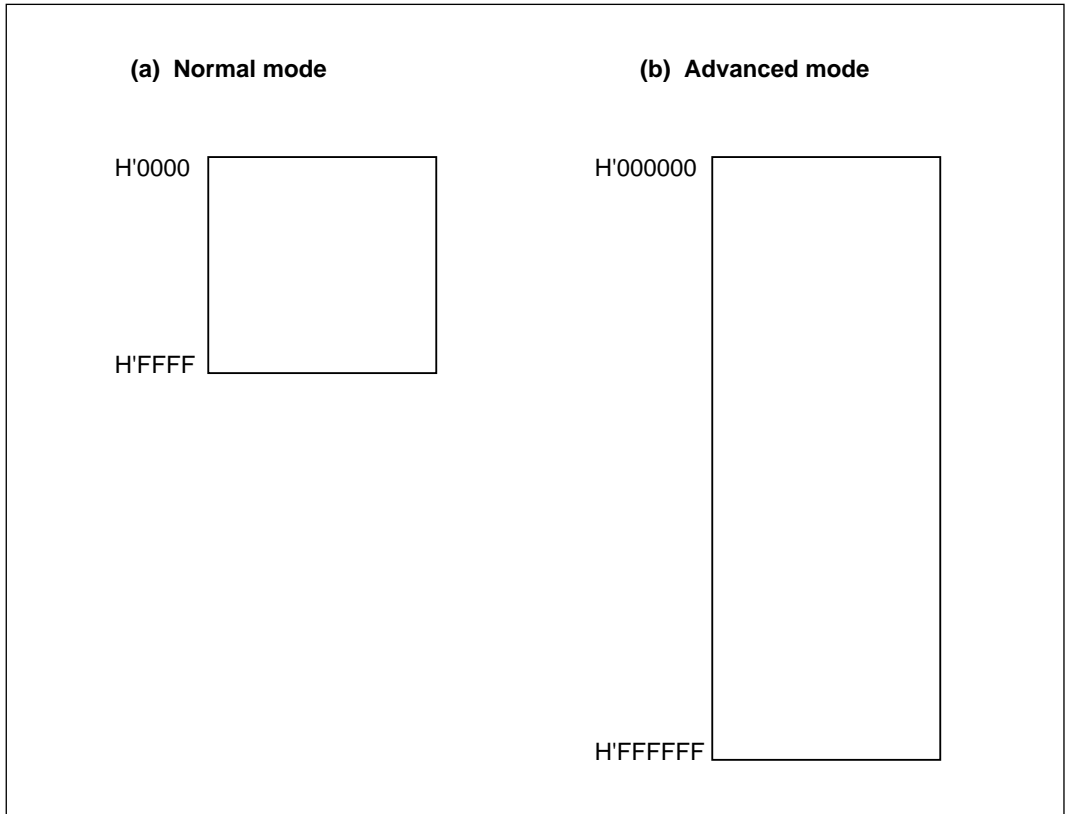 (a) Normal mode
H'0000
H'FFFF
(b) Advanced mode
H'000000
H'FFFFFF